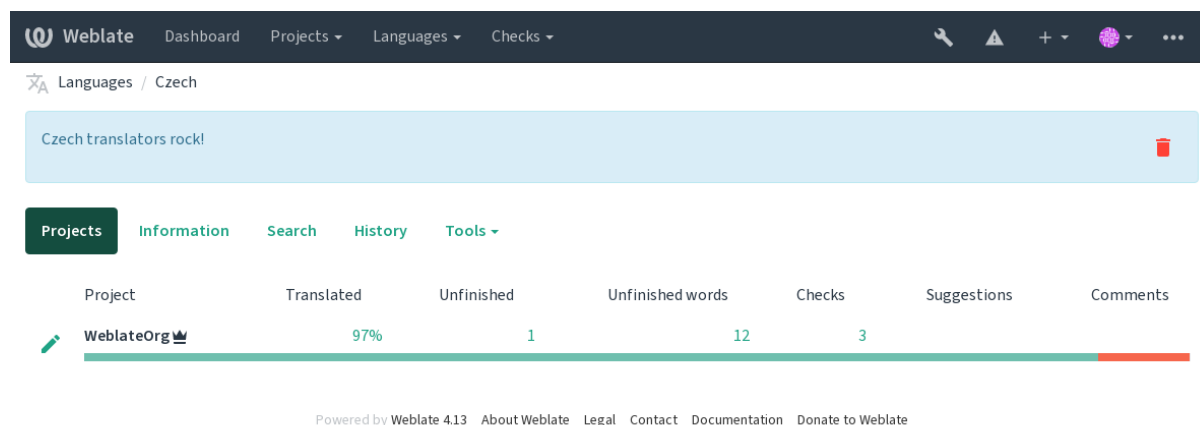 Weblate Dashboard Projects Languages Checks
Languages / Czech
Czech translators rock!
Projects Information Search History Tools
Project Translated Unfinished Unfinished words Checks Suggestions Comments
WeblateOrg 97% 1 12 3
Powered by Weblate 4.13 About Weblate Legal Contact Documentation Donate to Weblate